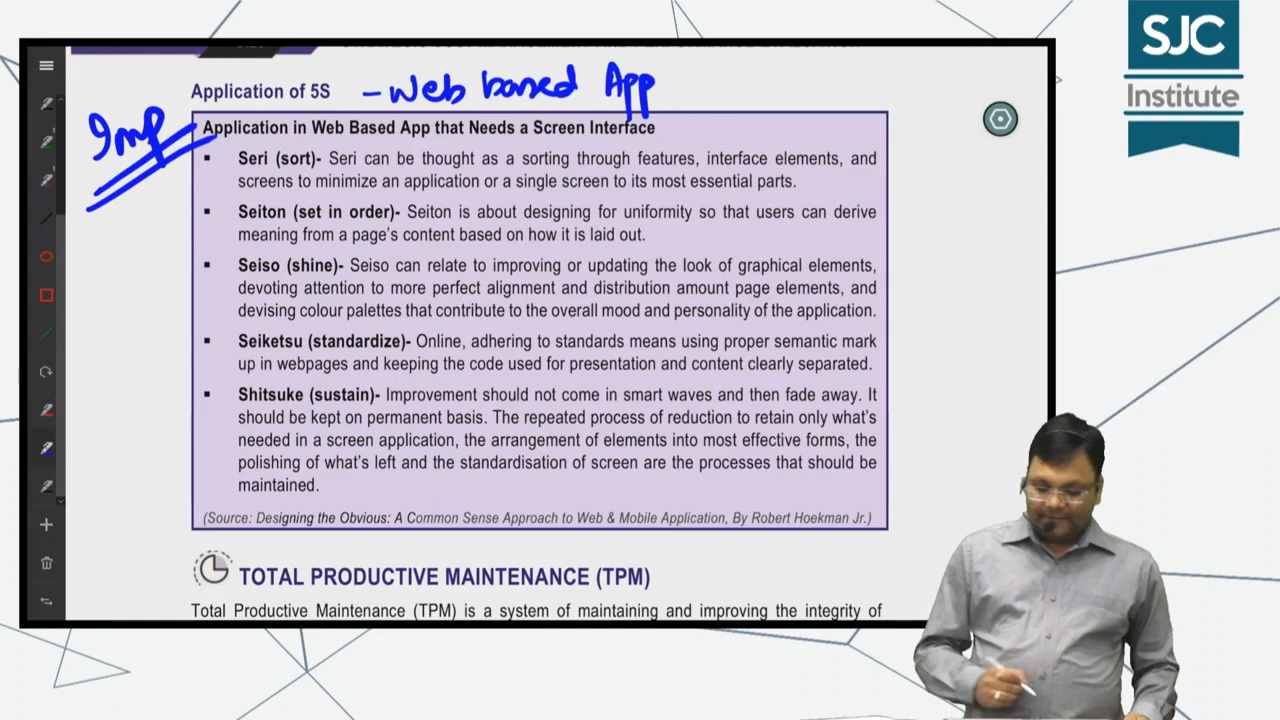 SJC
Institute
Application of 5S - Web based App
Imp
Application in Web Based App that Needs a Screen Interface
▪ Seri (sort)- Seri can be thought as a sorting through features, interface elements, and
screens to minimize an application or a single screen to its most essential parts.
▪ Seiton (set in order)- Seiton is about designing for uniformity so that users can derive
meaning from a page's content based on how it is laid out.
▪ Seiso (shine)- Seiso can relate to improving or updating the look of graphical elements,
devoting attention to more perfect alignment and distribution amount page elements, and
devising colour palettes that contribute to the overall mood and personality of the application.
▪ Seiketsu (standardize)- Online, adhering to standards means using proper semantic mark
up in webpages and keeping the code used for presentation and content clearly separated.
▪ Shitsuke (sustain)- Improvement should not come in smart waves and then fade away. It
should be kept on permanent basis. The repeated process of reduction to retain only what's
needed in a screen application, the arrangement of elements into most effective forms, the
polishing of what's left and the standardisation of screen are the processes that should be
maintained.
(Source: Designing the Obvious: A Common Sense Approach to Web & Mobile Application, By Robert Hoekman Jr.)
TOTAL PRODUCTIVE MAINTENANCE (TPM)
Total Productive Maintenance (TPM) is a system of maintaining and improving the integrity of